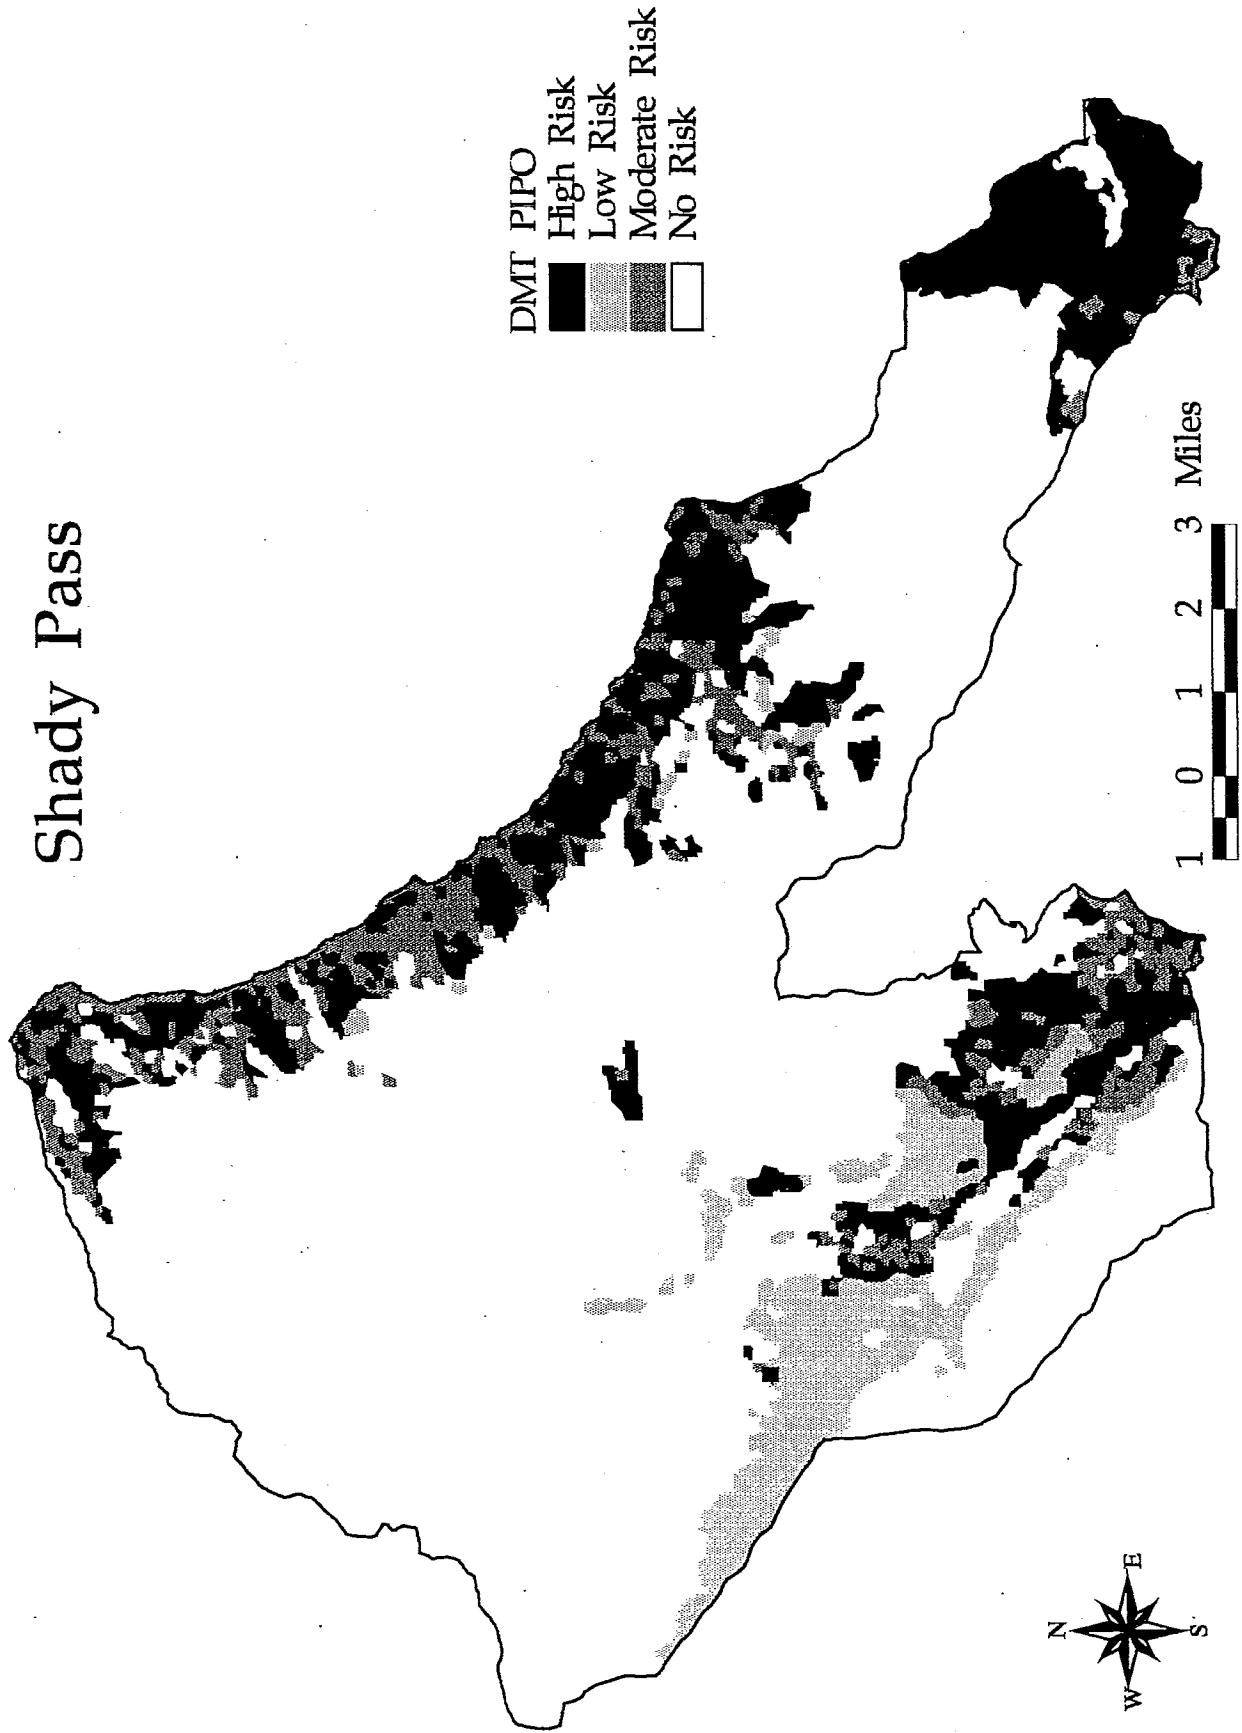 Shady Pass
DMT PIPO
High Risk
Low Risk
Moderate Risk
No Risk
1 0 1 2 3 Miles
N
W E
S